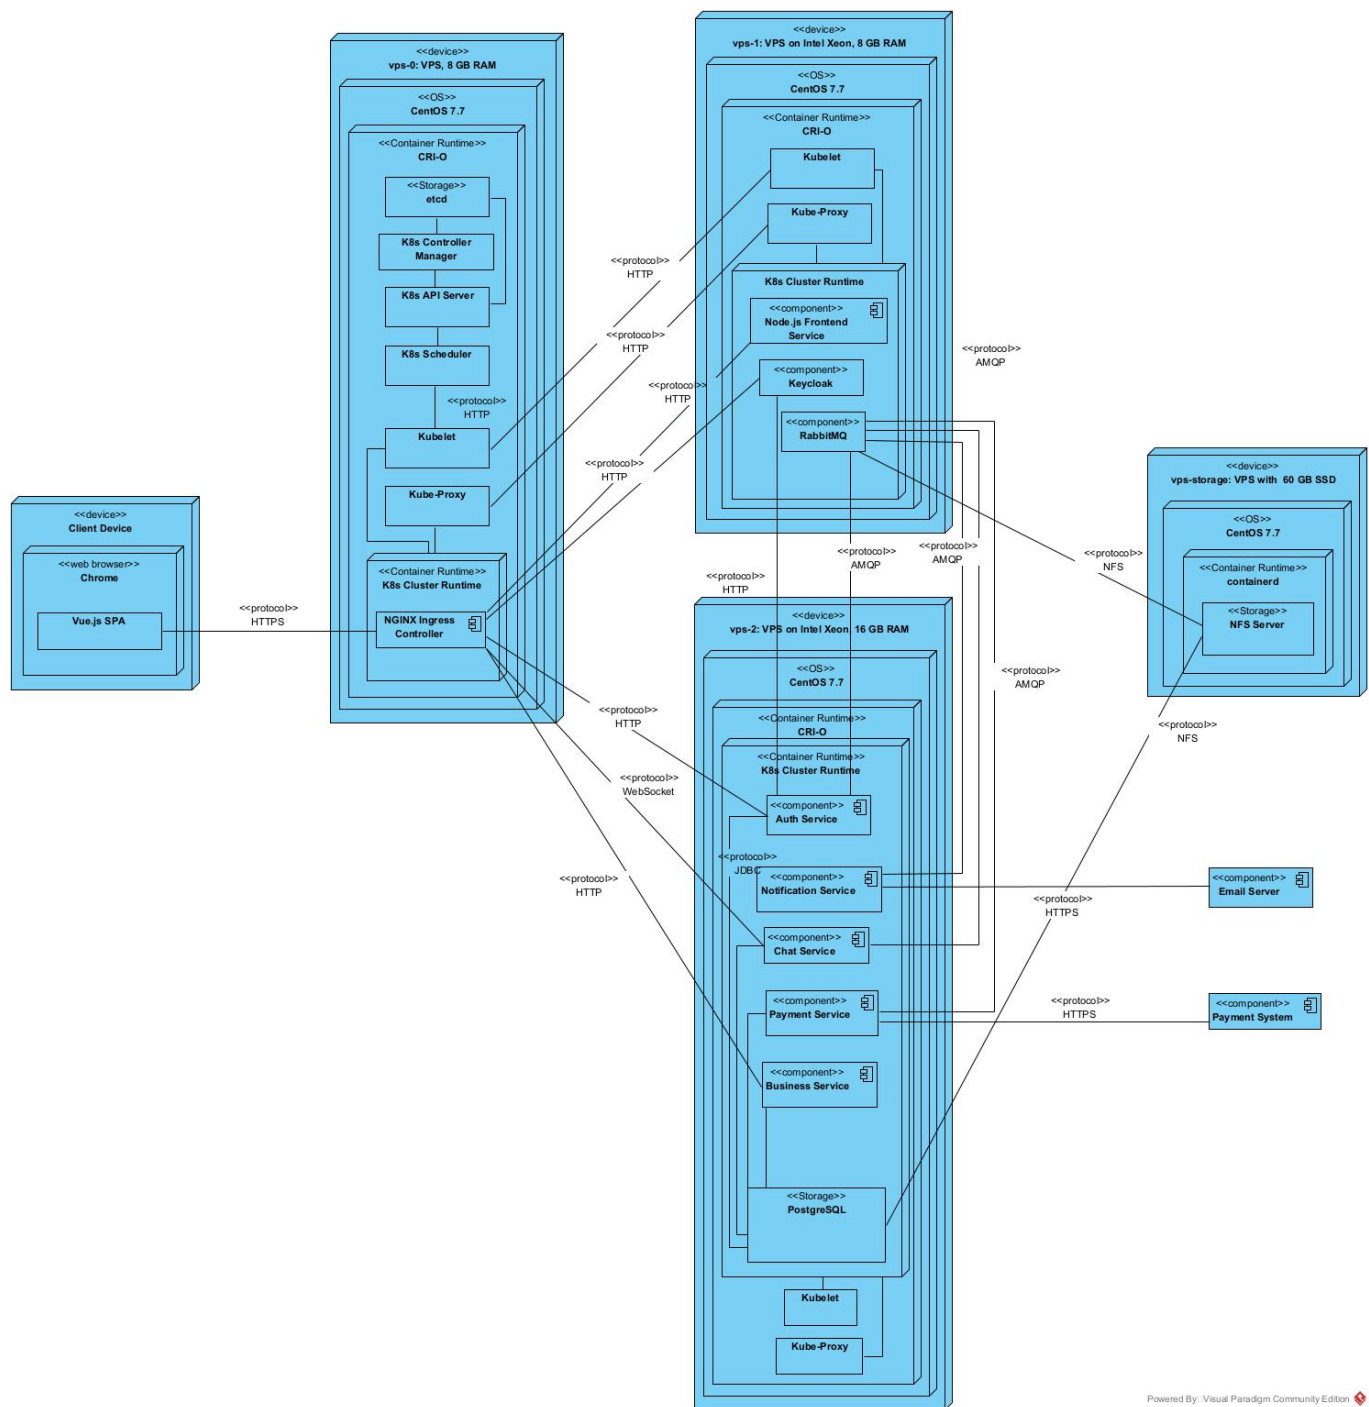 <<device>>
Client Device
<<web browser>>
Chrome
Vue.js SPA
<<protocol>>
HTTPS
<<device>>
vps-0: VPS, 8 GB RAM
<<OS>>
CentOS 7.7
<<Container Runtime>>
CRI-O
<<Storage>>
etcd
K8s Controller
Manager
K8s API Server
K8s Scheduler
<<protocol>>
HTTP
Kubelet
Kube-Proxy
<<Container Runtime>>
K8s Cluster Runtime
NGINX Ingress
Controller
<<protocol>>
HTTP
<<protocol>>
HTTP
<<protocol>>
HTTP
<<protocol>>
HTTP
<<protocol>>
HTTP
<<protocol>>
WebSocket
<<protocol>>
HTTP
<<device>>
vps-1: VPS on Intel Xeon, 8 GB RAM
<<OS>>
CentOS 7.7
<<Container Runtime>>
CRI-O
Kubelet
Kube-Proxy
K8s Cluster Runtime
<<component>>
Node.js Frontend
Service
<<component>>
Keycloak
<<component>>
RabbitMQ
<<protocol>>
AMQP
<<protocol>>
AMQP
<<protocol>>
AMQP
<<protocol>>
HTTP
<<protocol>>
AMQP
<<protocol>>
NFS
<<protocol>>
NFS
<<device>>
vps-2: VPS on Intel Xeon, 16 GB RAM
<<OS>>
CentOS 7.7
<<Container Runtime>>
CRI-O
<<Container Runtime>>
K8s Cluster Runtime
<<component>>
Auth Service
<<protocol>>
JDBC
<<component>>
Notification Service
<<component>>
Chat Service
<<component>>
Payment Service
<<component>>
Business Service
<<Storage>>
PostgreSQL
Kubelet
Kube-Proxy
<<device>>
vps-storage: VPS with 60 GB SSD
<<OS>>
CentOS 7.7
<<Container Runtime>>
containerd
<<Storage>>
NFS Server
<<protocol>>
HTTPS
<<component>>
Email Server
<<protocol>>
HTTPS
<<component>>
Payment System
Powered By Visual Paradigm Community Edition